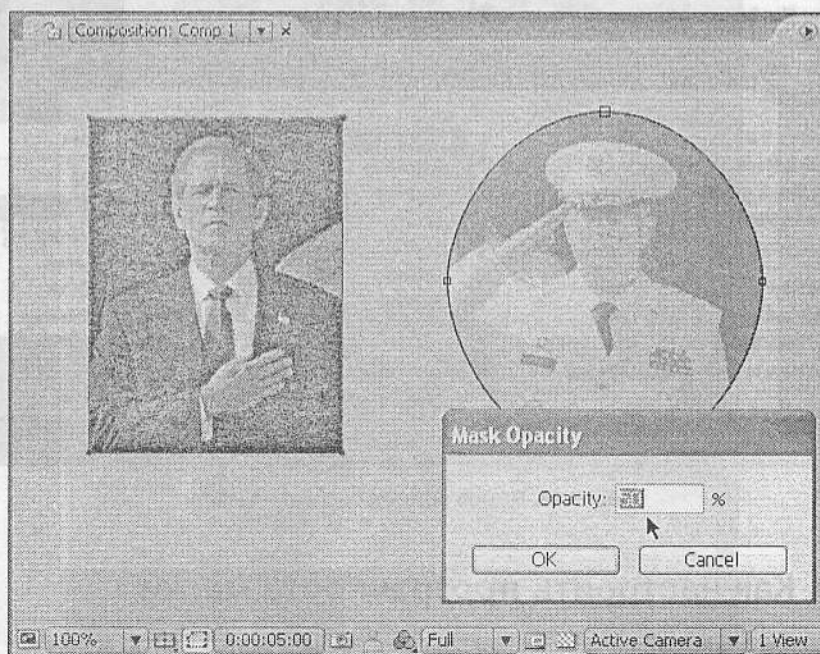 Composition: Comp 1
Mask Opacity
Opacity: %
OK Cancel
100% 0:00:05:00 Full Active Camera 1 View